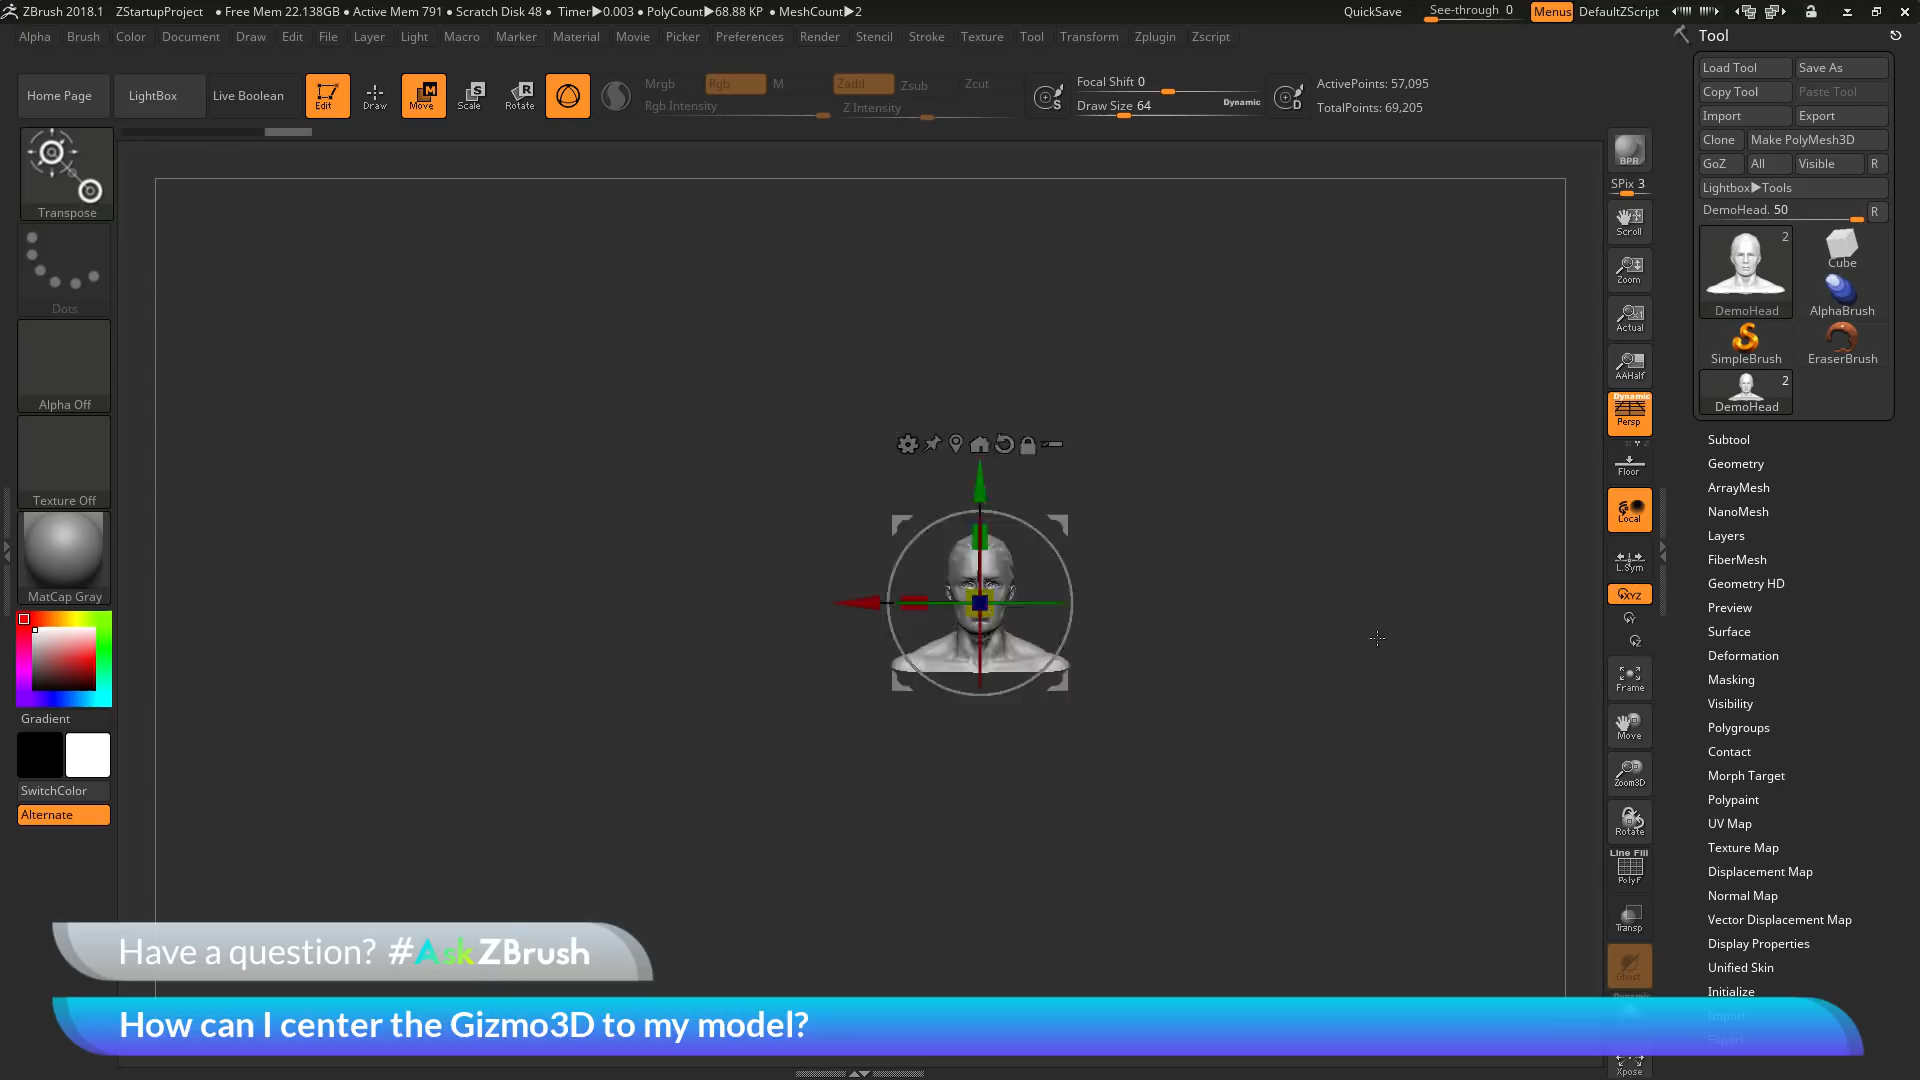 ZBrush 2018.1 ZStartupProject ● Free Mem 22.138GB ● Active Mem 791 ● Scratch Disk 48 ● Timer▶0.003 ● PolyCount▶68.88 KP ● MeshCount▶2 QuickSave See-through 0 Menus DefaultZScript
Alpha Brush Color Document Draw Edit File Layer Light Macro Marker Material Movie Picker Preferences Render Stencil Stroke Texture Tool Transform Zplugin Zscript
Home Page LightBox Live Boolean Edit Draw Move Scale Rotate
Mrgb Rgb M Zadd Zsub Zcut
Rgb Intensity Z Intensity
Focal Shift 0
Draw Size 64 Dynamic
ActivePoints: 57,095
TotalPoints: 69,205
Transpose
Dots
Alpha Off
Texture Off
MatCap Gray
Gradient
SwitchColor
Alternate
BPR
SPix 3
Scroll
Zoom
Actual
AAHalf
Dynamic
Persp
Floor
Local
L.Sym
XYZ
Frame
Move
Zoom3D
Rotate
Line Fill
PolyF
Transp
Ghost
Xpose
Tool
Load Tool Save As
Copy Tool Paste Tool
Import Export
Clone Make PolyMesh3D
GoZ All Visible R
Lightbox▶Tools
DemoHead. 50 R
2
DemoHead
Cube
AlphaBrush
SimpleBrush
EraserBrush
2
DemoHead
Subtool
Geometry
ArrayMesh
NanoMesh
Layers
FiberMesh
Geometry HD
Preview
Surface
Deformation
Masking
Visibility
Polygroups
Contact
Morph Target
Polypaint
UV Map
Texture Map
Displacement Map
Normal Map
Vector Displacement Map
Display Properties
Unified Skin
Initialize
Import
Export
Have a question? #AskZBrush
How can I center the Gizmo3D to my model?